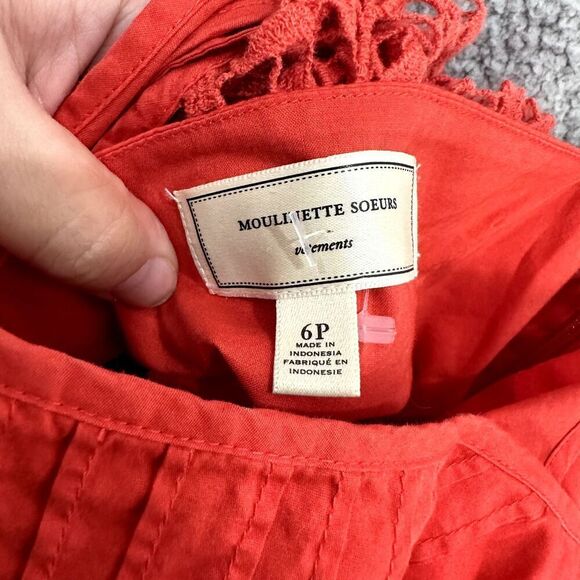 MOULINETTE SOEURS
vêtements
6P
MADE IN
INDONESIA
FABRIQUÉ EN
INDONESIE